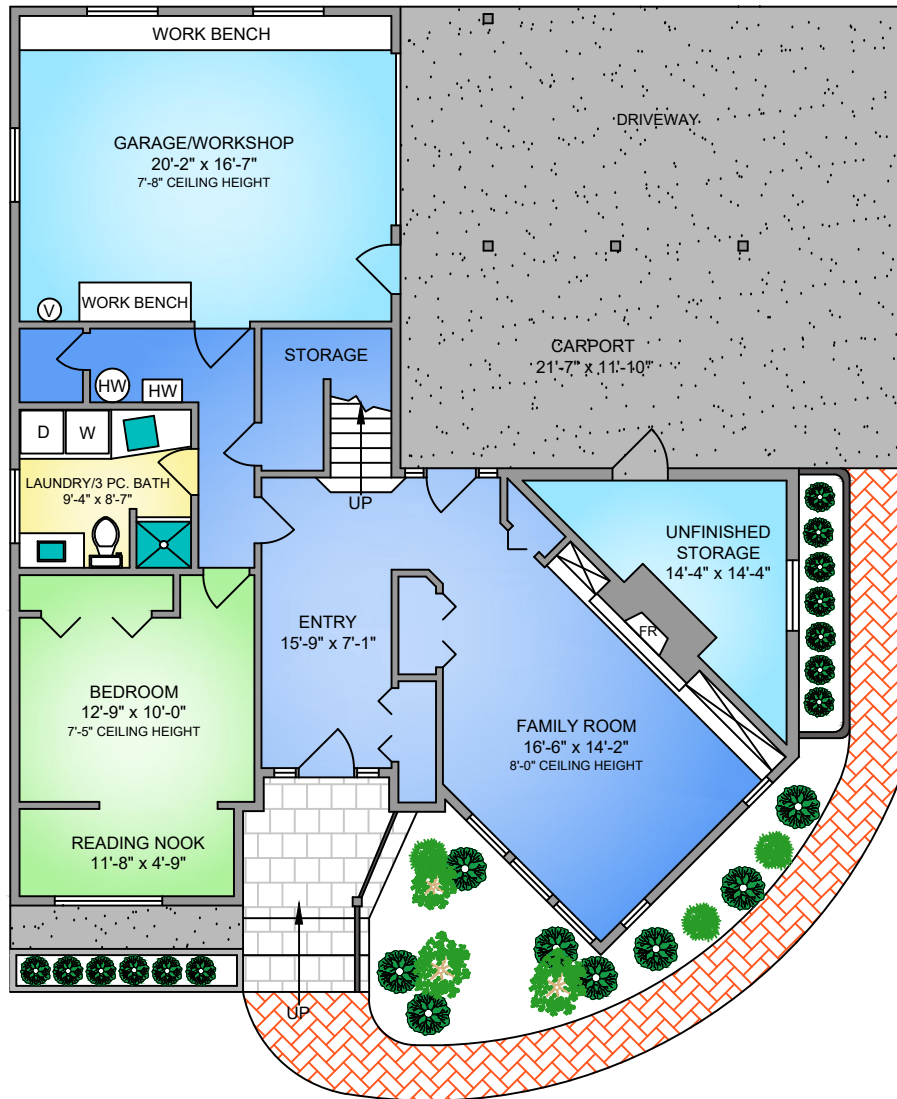 WORK BENCH
DRIVEWAY
GARAGE/WORKSHOP
20'-2" x 16'-7"
7'-8" CEILING HEIGHT
WORK BENCH
V
STORAGE
CARPORT
21'-7" x 11'-10"
HW
HW
D
W
LAUNDRY/3 PC. BATH
9'-4" x 8'-7"
UP
UNFINISHED
STORAGE
14'-4" x 14'-4"
ENTRY
15'-9" x 7'-1"
FR
BEDROOM
12'-9" x 10'-0"
7'-5" CEILING HEIGHT
FAMILY ROOM
16'-6" x 14'-2"
8'-0" CEILING HEIGHT
READING NOOK
11'-8" x 4'-9"
UP